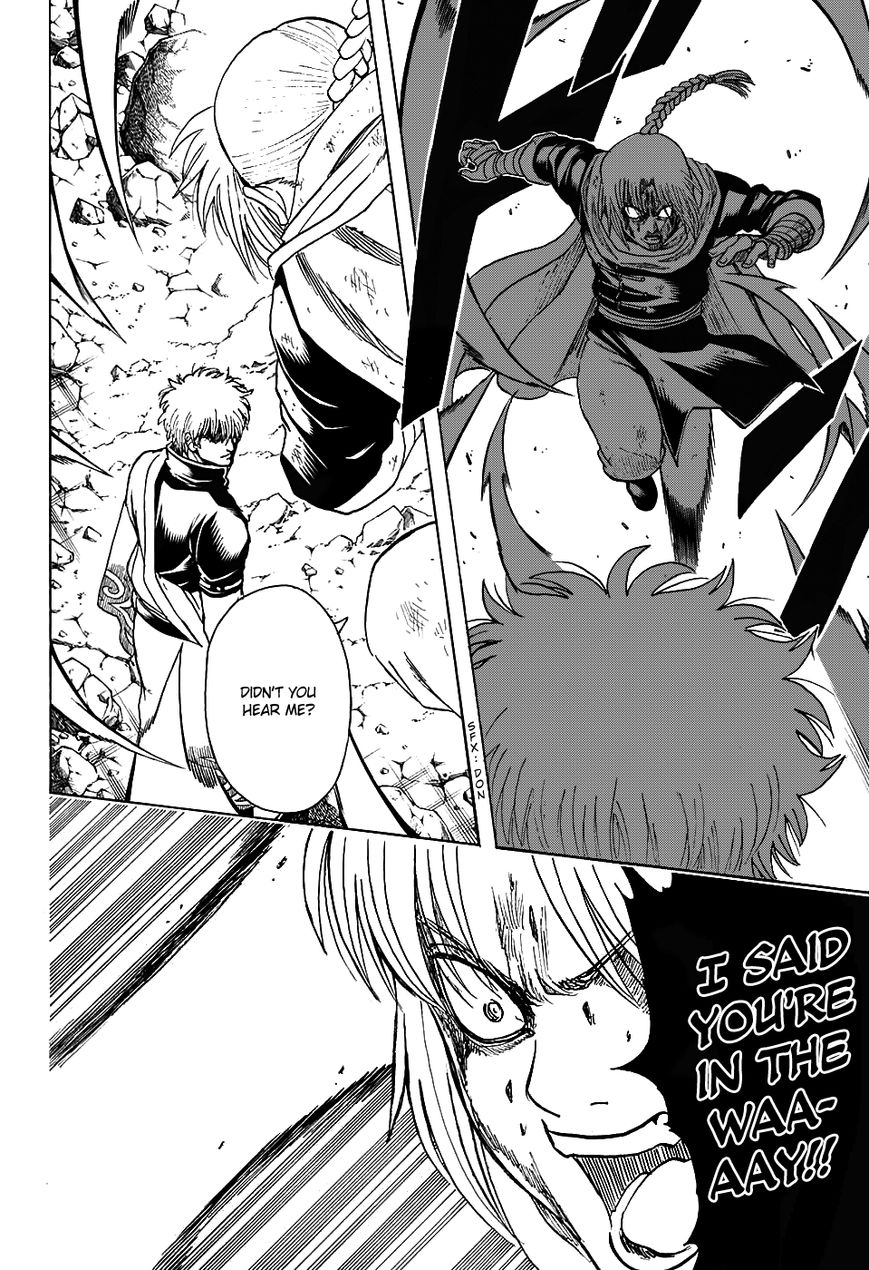 SFX: DON
DIDN'T YOU
HEAR ME?
I SAID
YOU'RE
IN THE
WAA-
AAY!!